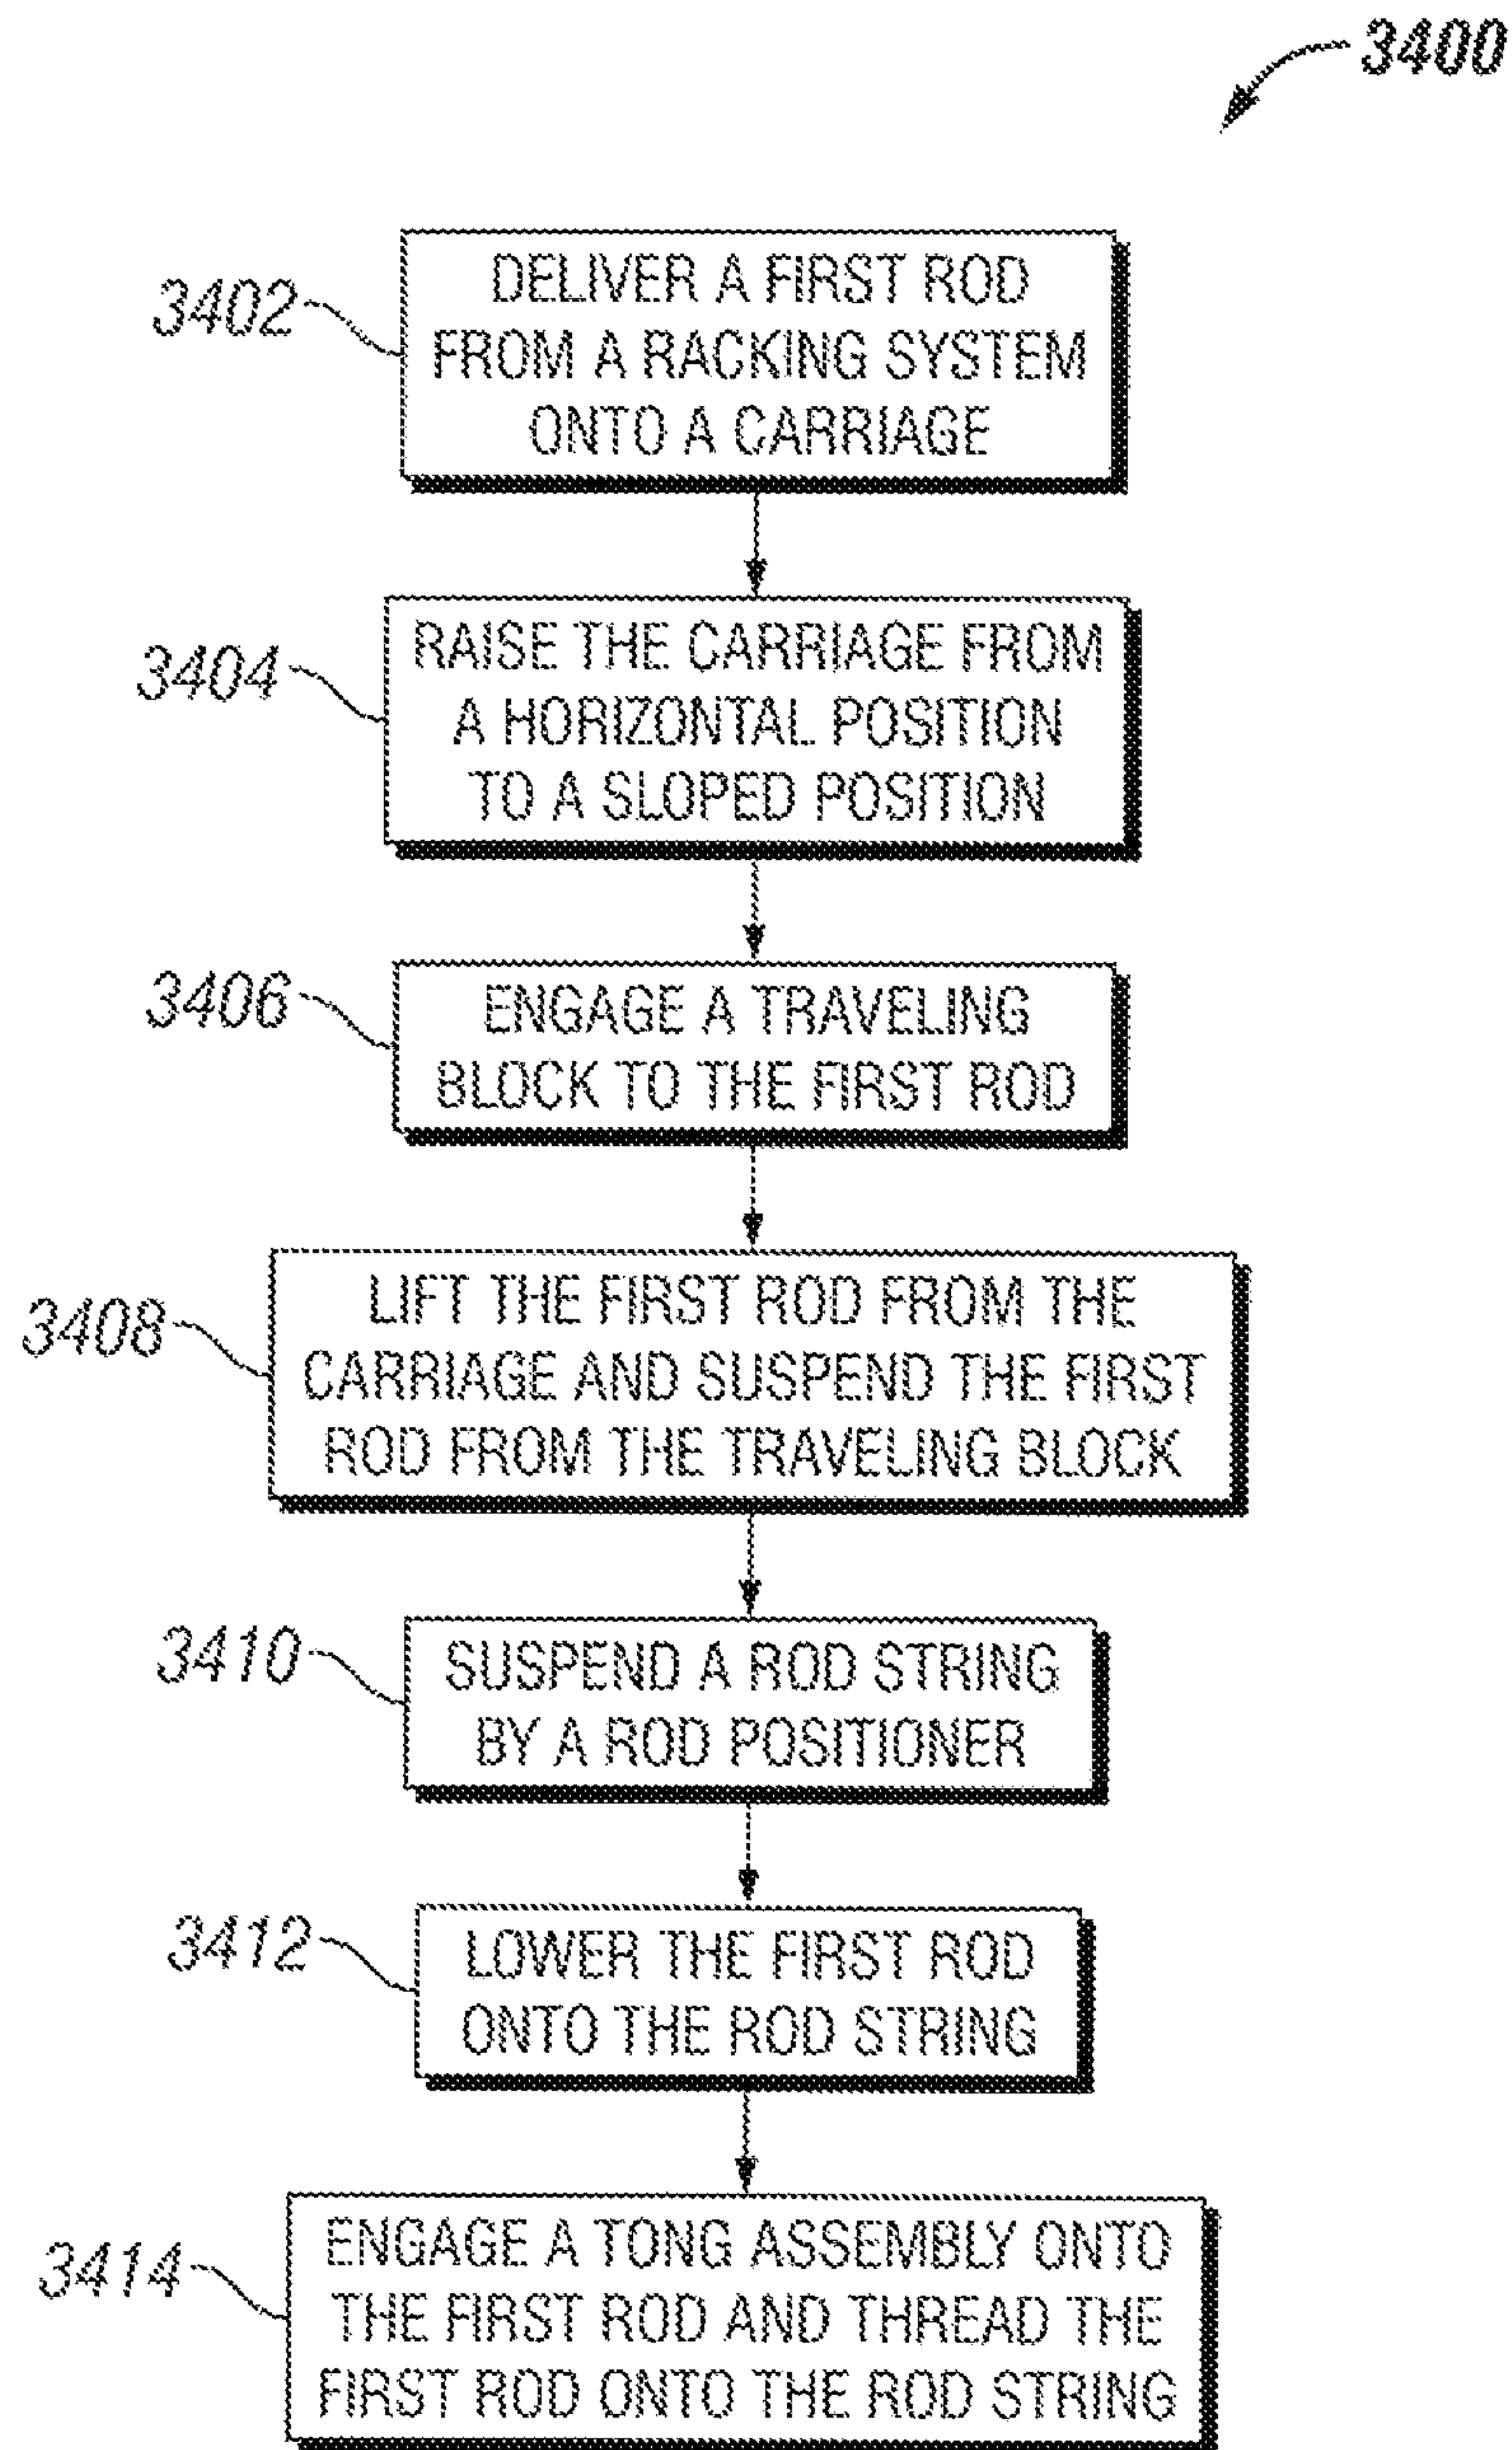 3400
3402
DELIVER A FIRST ROD
FROM A RACKING SYSTEM
ONTO A CARRIAGE
3404
RAISE THE CARRIAGE FROM
A HORIZONTAL POSITION
TO A SLOPED POSITION
3406
ENGAGE A TRAVELING
BLOCK TO THE FIRST ROD
3408
LIFT THE FIRST ROD FROM THE
CARRIAGE AND SUSPEND THE FIRST
ROD FROM THE TRAVELING BLOCK
3410
SUSPEND A ROD STRING
BY A ROD POSITIONER
3412
LOWER THE FIRST ROD
ONTO THE ROD STRING
3414
ENGAGE A TONG ASSEMBLY ONTO
THE FIRST ROD AND THREAD THE
FIRST ROD ONTO THE ROD STRING